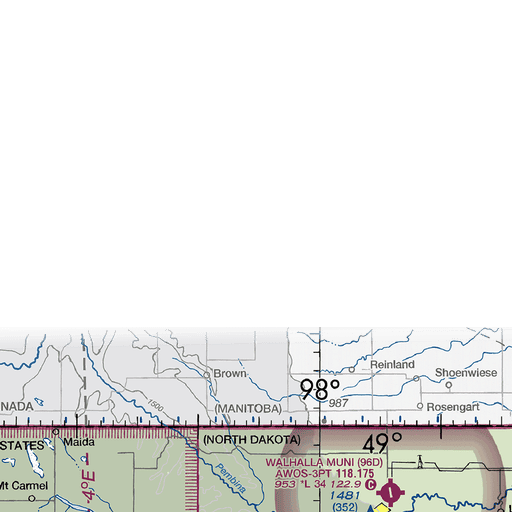 Reinland
Brown
Shoenwiese
98°
987
NADA
1500
(MANITOBA)
Rosengart
STATES
Maida
(NORTH DAKOTA)
49°
WALHALLA MUNI (96D)
AWOS-3PT 118.175
953 *L 34 122.9 C
Mt Carmel
4°E
Pembina
1481
(352)